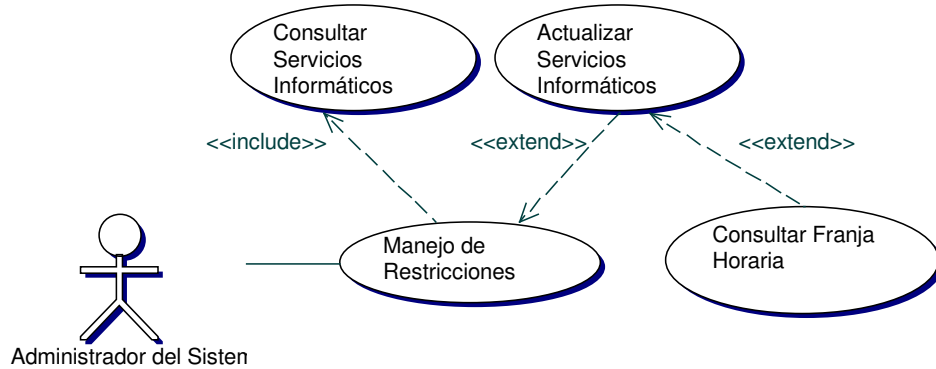 Consultar
Servicios
Informáticos
Actualizar
Servicios
Informáticos
<<include>>
<<extend>>
<<extend>>
Manejo de
Restricciones
Consultar Franja
Horaria
Administrador del Sisten